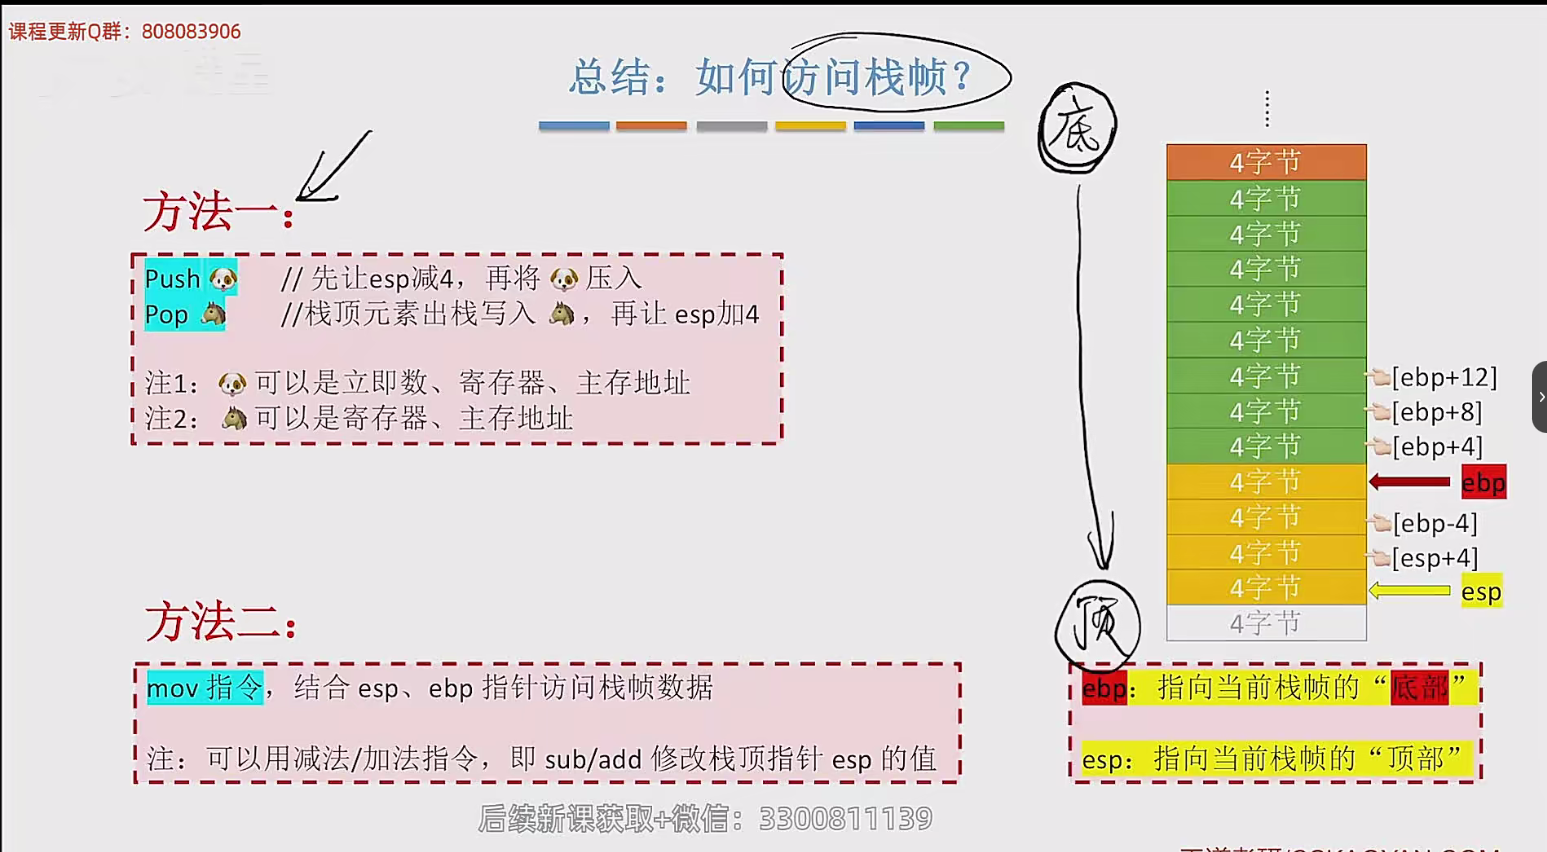 课程更新Q群：808083906
总结：如何访问栈帧？
底
方法一：
Push 🐶 // 先让esp减4，再将 🐶 压入
Pop 🐴 //栈顶元素出栈写入 🐴，再让 esp加4
注1：🐶 可以是立即数、寄存器、主存地址
注2：🐴 可以是寄存器、主存地址
4字节
4字节
4字节
4字节
4字节
4字节
4字节 [ebp+12]
4字节 [ebp+8]
4字节 [ebp+4]
4字节 ebp
4字节 [ebp-4]
4字节 [esp+4]
4字节 esp
4字节
顶
方法二：
mov 指令，结合 esp、ebp 指针访问栈帧数据
注：可以用减法/加法指令，即 sub/add 修改栈顶指针 esp 的值
ebp：指向当前栈帧的“底部”
esp：指向当前栈帧的“顶部”
后续新课获取+微信：3300811139